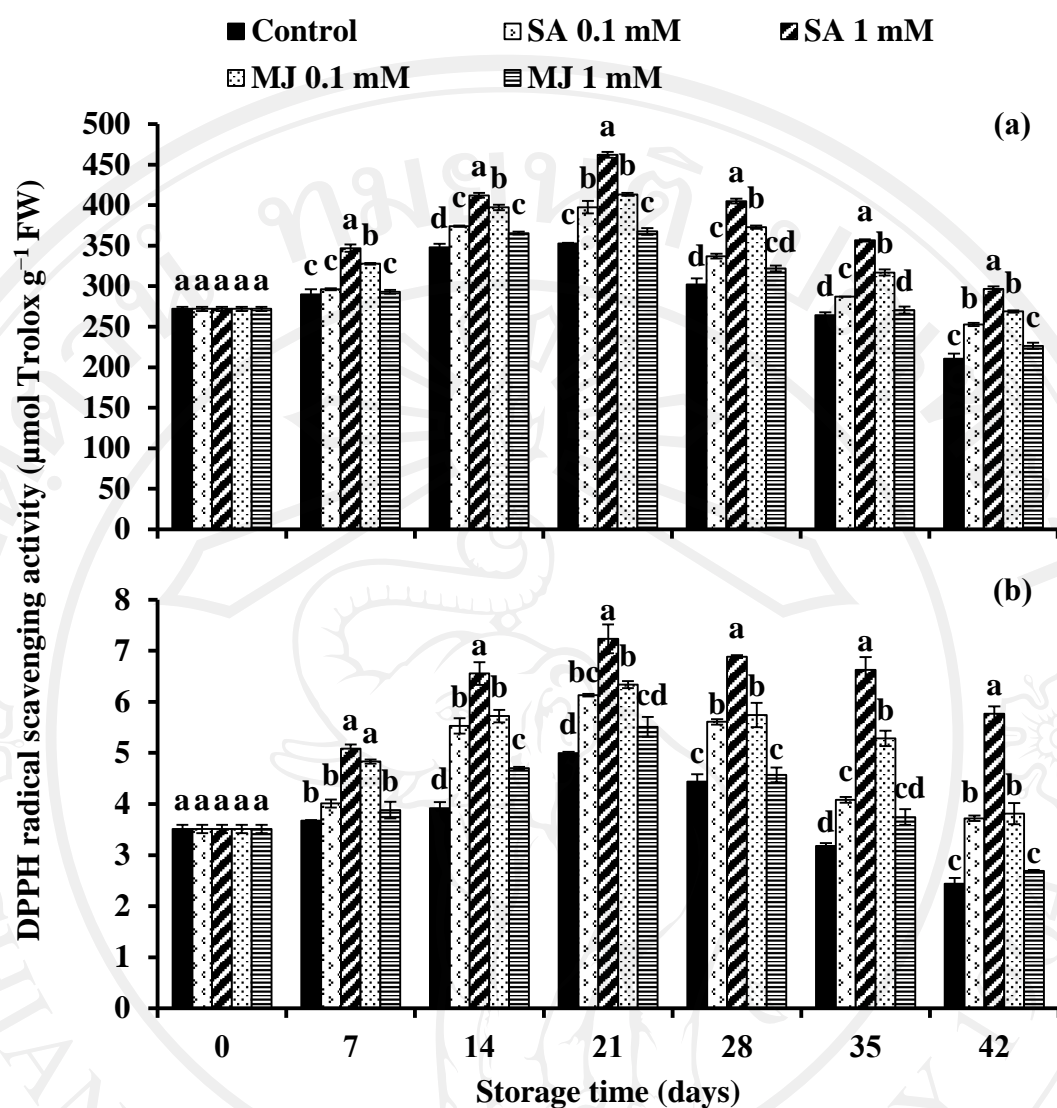 Control SA 0.1 mM SA 1 mM
MJ 0.1 mM MJ 1 mM
DPPH radical scavenging activity (µmol Trolox g⁻¹ FW)
(a)
500
450
400
350
300
250
200
150
100
50
0
a a a a a
c c a b c
d c a b c
c b a b c
d c a b cd
d c a b d
c b a b c
(b)
8
7
6
5
4
3
2
1
0
a a a a a
b b a a b
d b a b c
d bc a b cd
c b a b c
d c a b cd
c b a b c
0 7 14 21 28 35 42
Storage time (days)